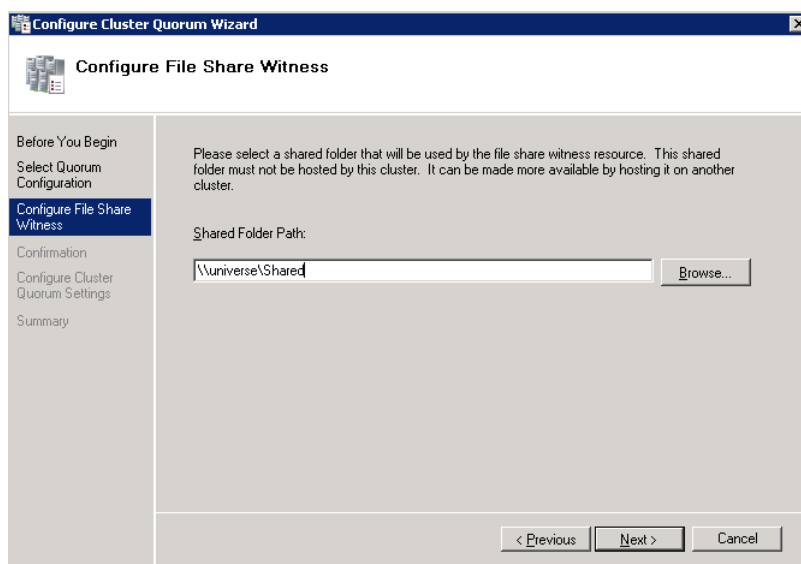 Configure Cluster Quorum Wizard
Configure File Share Witness
Before You Begin
Select Quorum
Configuration
Configure File Share
Witness
Confirmation
Configure Cluster
Quorum Settings
Summary
Please select a shared folder that will be used by the file share witness resource.  This shared
folder must not be hosted by this cluster.  It can be made more available by hosting it on another
cluster.
Shared Folder Path:
\\universe\Shared
Browse...
< Previous
Next >
Cancel